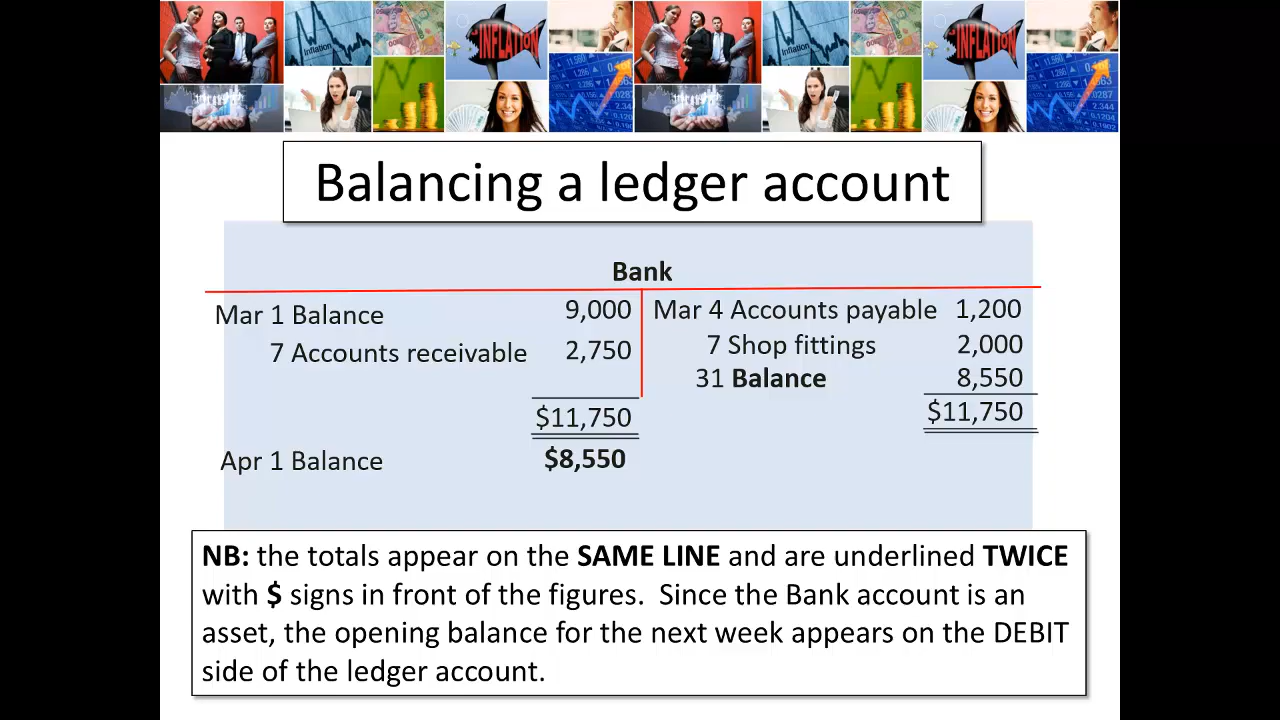 Inflation
INFLATION
Inflation
INFLATION
Balancing a ledger account
Bank
Mar 1 Balance 9,000 Mar 4 Accounts payable 1,200
7 Accounts receivable 2,750 7 Shop fittings 2,000
31 Balance 8,550
$11,750 $11,750
Apr 1 Balance $8,550
NB: the totals appear on the SAME LINE and are underlined TWICE
with $ signs in front of the figures. Since the Bank account is an
asset, the opening balance for the next week appears on the DEBIT
side of the ledger account.